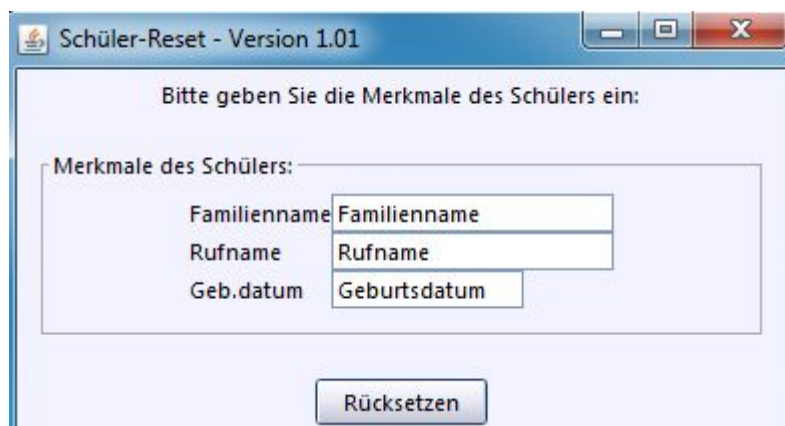 Schüler-Reset - Version 1.01
Bitte geben Sie die Merkmale des Schülers ein:
Merkmale des Schülers:
Familienname Familienname
Rufname Rufname
Geb.datum Geburtsdatum
Rücksetzen